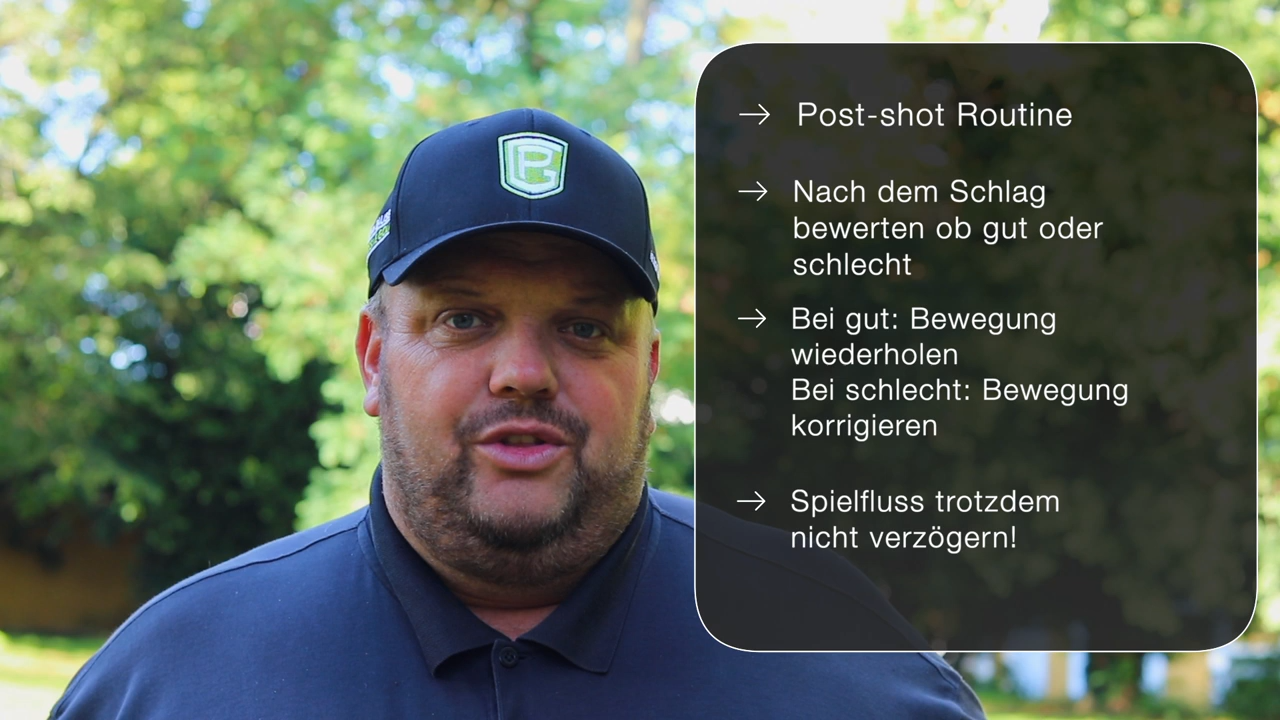 PG
→ Post-shot Routine
→ Nach dem Schlag
bewerten ob gut oder
schlecht
→ Bei gut: Bewegung
wiederholen
Bei schlecht: Bewegung
korrigieren
→ Spielfluss trotzdem
nicht verzögern!